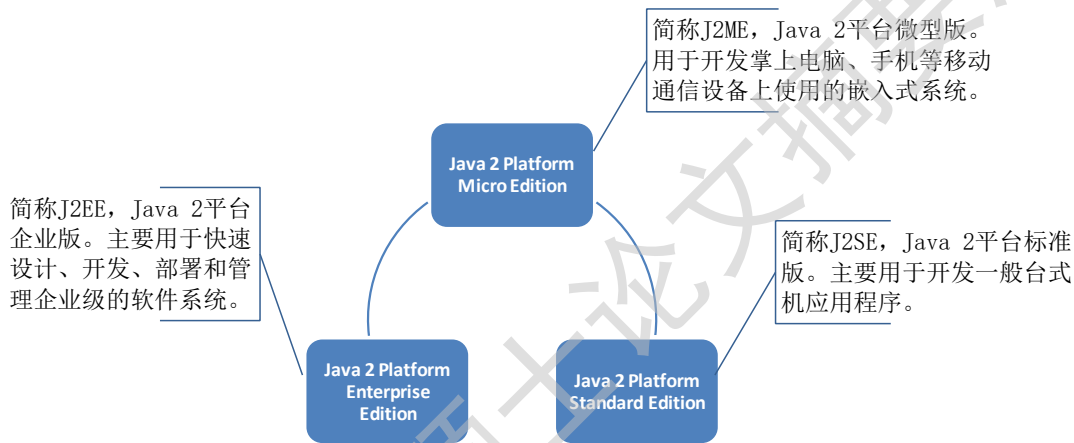 简称J2ME，Java 2平台微型版。
用于开发掌上电脑、手机等移动
通信设备上使用的嵌入式系统。
Java 2 Platform
Micro Edition
简称J2EE，Java 2平台
企业版。主要用于快速
设计、开发、部署和管
理企业级的软件系统。
简称J2SE，Java 2平台标准
版。主要用于开发一般台式
机应用程序。
Java 2 Platform
Enterprise
Edition
Java 2 Platform
Standard Edition
士论文摘要